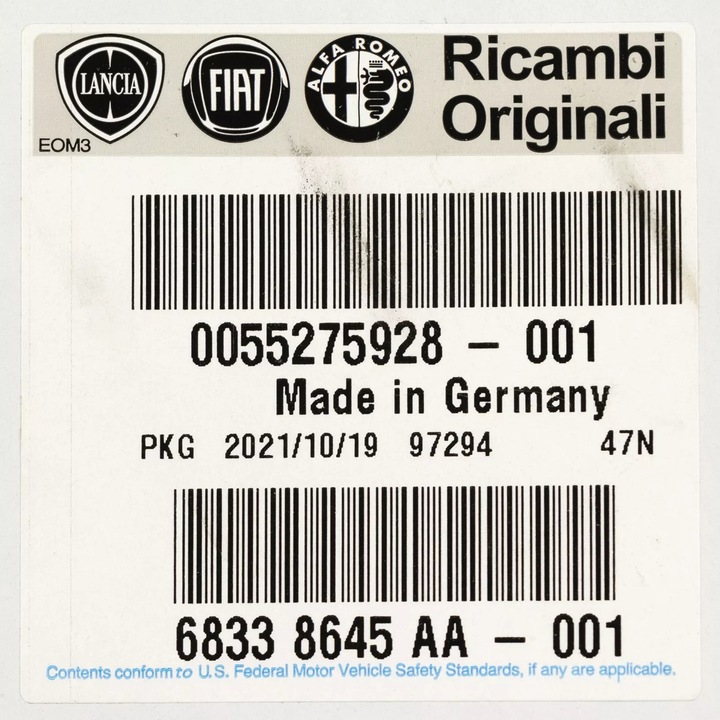 LANCIA FIAT ALFA ROMEO Ricambi
Originali
EOM3
0055275928 – 001
Made in Germany
PKG 2021/10/19 97294 47N
6833 8645 AA – 001
Contents conform to U.S. Federal Motor Vehicle Safety Standards, if any are applicable.